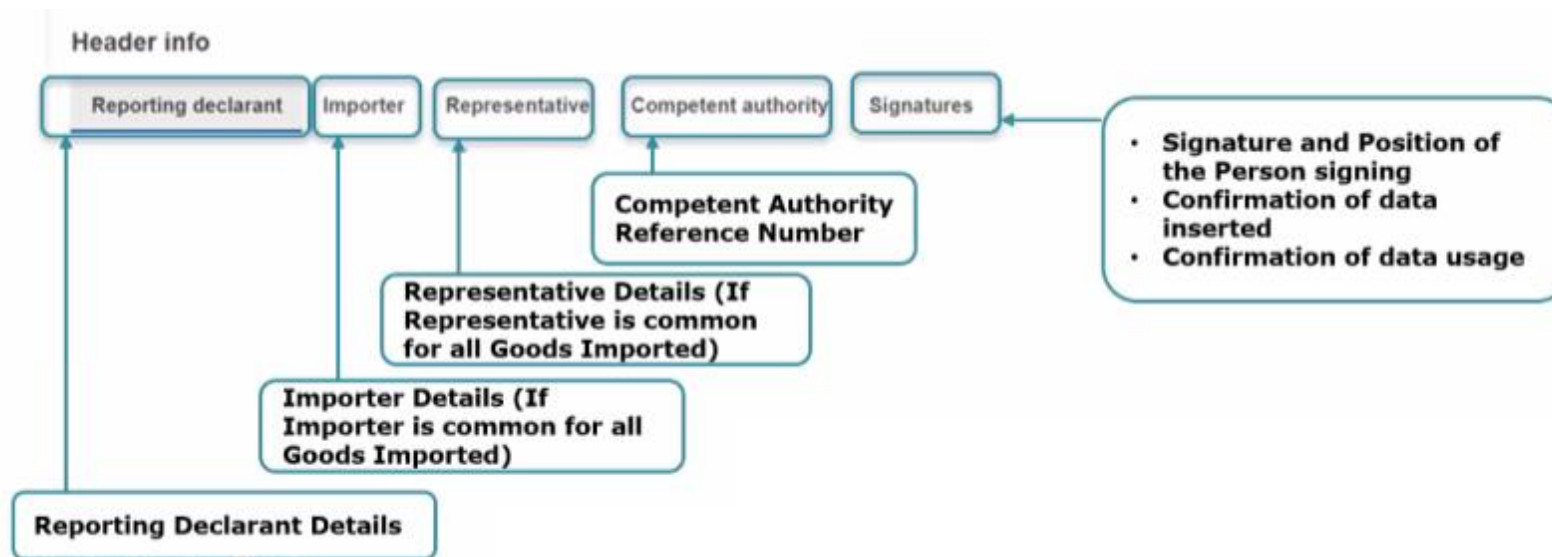 Header info
Reporting declarant
Importer
Representative
Competent authority
Signatures
• Signature and Position of
the Person signing
• Confirmation of data
inserted
• Confirmation of data usage
Competent Authority
Reference Number
Representative Details (If
Representative is common
for all Goods Imported)
Importer Details (If
Importer is common for all
Goods Imported)
Reporting Declarant Details